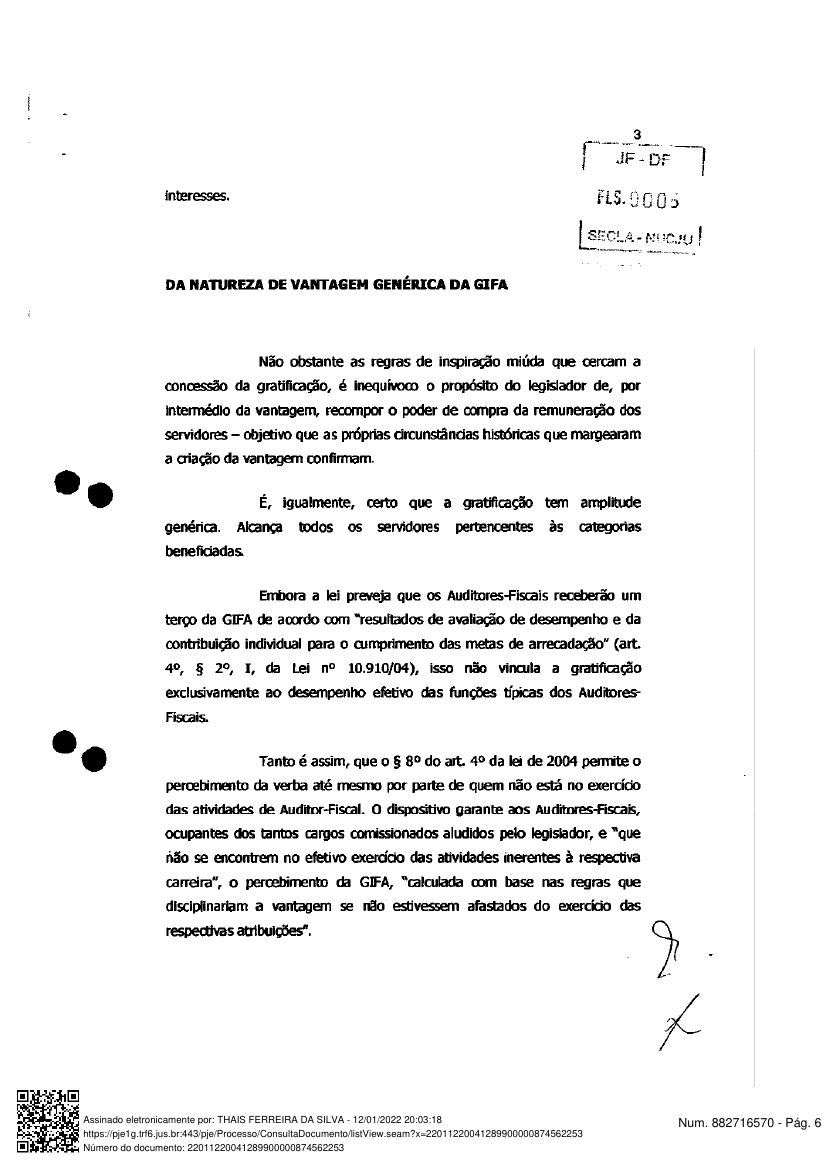 3
JF - DF
FLS. 0005
SECLA - NUCJU
interesses.
DA NATUREZA DE VANTAGEM GENÉRICA DA GIFA
Não obstante as regras de inspiração miúda que cercam a
concessão da gratificação, é inequívoco o propósito do legislador de, por
intermédio da vantagem, recompor o poder de compra da remuneração dos
servidores – objetivo que as próprias circunstâncias históricas que margearam
a criação da vantagem confirmam.
É, igualmente, certo que a gratificação tem amplitude
genérica. Alcança todos os servidores pertencentes às categorias
beneficiadas.
Embora a lei preveja que os Auditores-Fiscais receberão um
terço da GIFA de acordo com "resultados de avaliação de desempenho e da
contribuição individual para o cumprimento das metas de arrecadação" (art.
4º, § 2º, I, da Lei nº 10.910/04), isso não vincula a gratificação
exclusivamente ao desempenho efetivo das funções típicas dos Auditores-
Fiscais.
Tanto é assim, que o § 8º do art. 4º da lei de 2004 permite o
percebimento da verba até mesmo por parte de quem não está no exercício
das atividades de Auditor-Fiscal. O dispositivo garante aos Auditores-Fiscais,
ocupantes dos tantos cargos comissionados aludidos pelo legislador, e "que
não se encontrem no efetivo exercício das atividades inerentes à respectiva
carreira", o percebimento da GIFA, "calculada com base nas regras que
disciplinariam a vantagem se não estivessem afastados do exercício das
respectivas atribuições".
Assinado eletronicamente por: THAIS FERREIRA DA SILVA - 12/01/2022 20:03:18
https://pje1g.trf6.jus.br:443/pje/Processo/ConsultaDocumento/listView.seam?x=22011220041289900000874562253
Número do documento: 22011220041289900000874562253
Num. 882716570 - Pág. 6